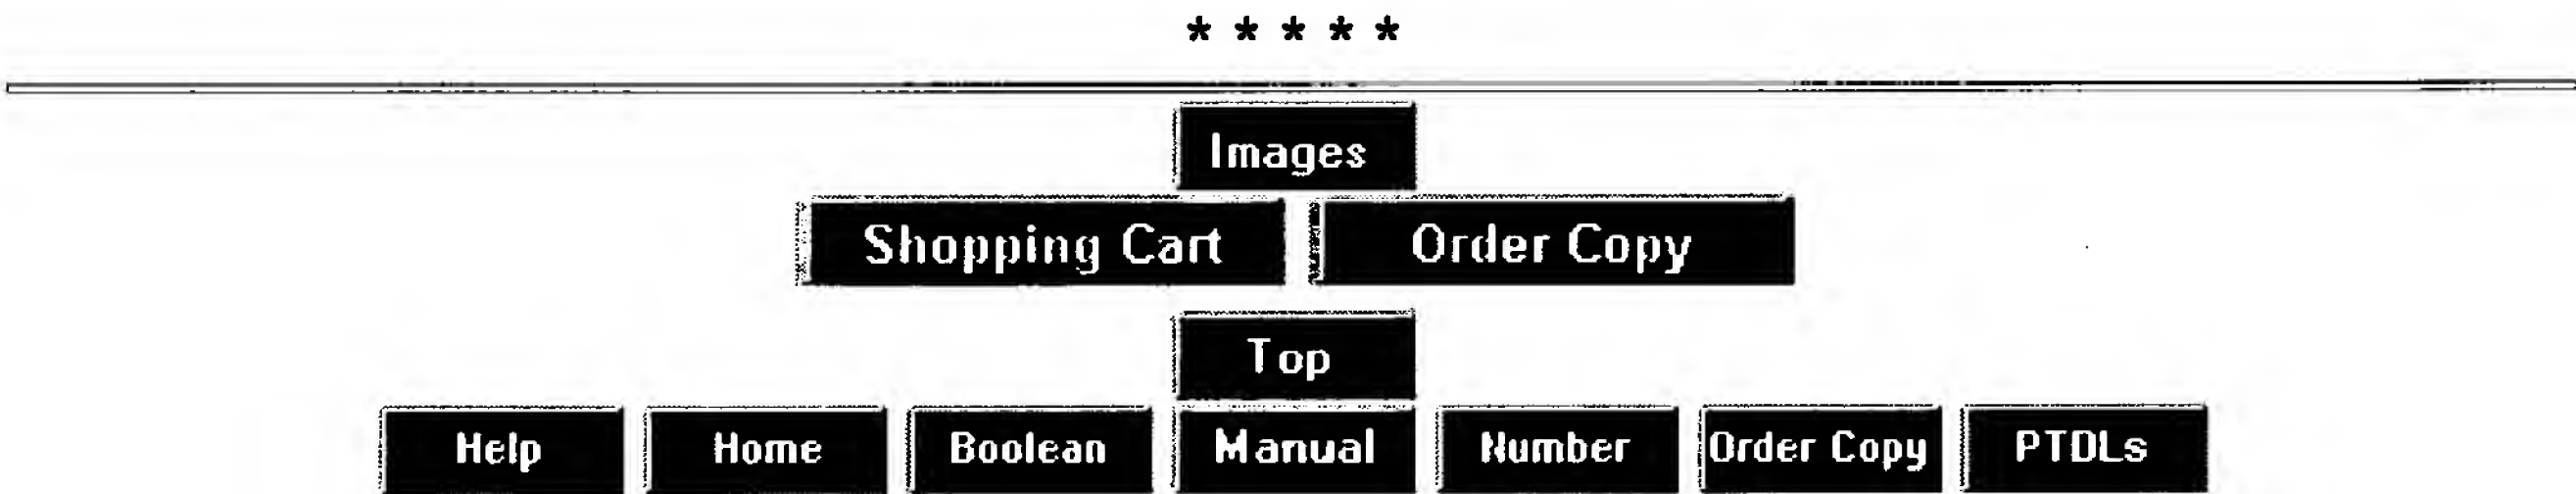 * * * * *
Images
Shopping Cart Order Copy
Top
Help Home Boolean Manual Number Order Copy PTDLs